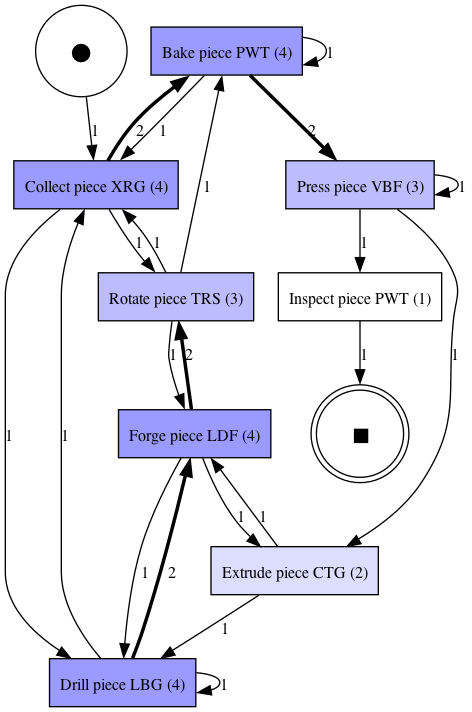 Bake piece PWT (4)
1
1
2
1
2
Collect piece XRG (4)
Press piece VBF (3)
1
1
1
1
1
Rotate piece TRS (3)
Inspect piece PWT (1)
1
2
1
1
Forge piece LDF (4)
1
1
1
1
2
1
1
Extrude piece CTG (2)
1
Drill piece LBG (4)
1